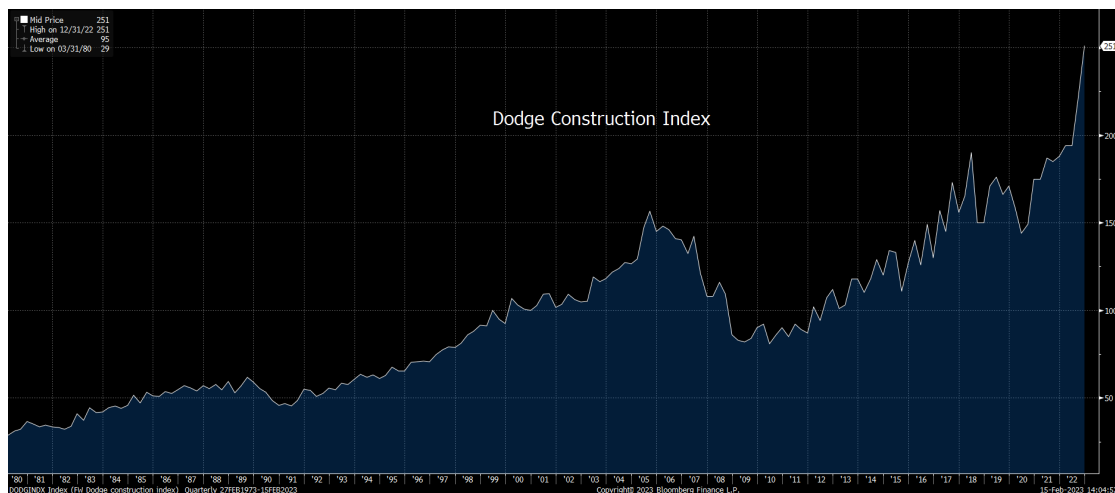 Mid Price 251
High on 12/31/22 251
Average 95
Low on 03/31/80 29
Dodge Construction Index
251
200
150
100
50
'80 '81 '82 '83 '84 '85 '86 '87 '88 '89 '90 '91 '92 '93 '94 '95 '96 '97 '98 '99 '00 '01 '02 '03 '04 '05 '06 '07 '08 '09 '10 '11 '12 '13 '14 '15 '16 '17 '18 '19 '20 '21 '22
DODGINDX Index (FW Dodge construction index) Quarterly 27FEB1973-15FEB2023 Copyright© 2023 Bloomberg Finance L.P. 15-Feb-2023 14:04:5